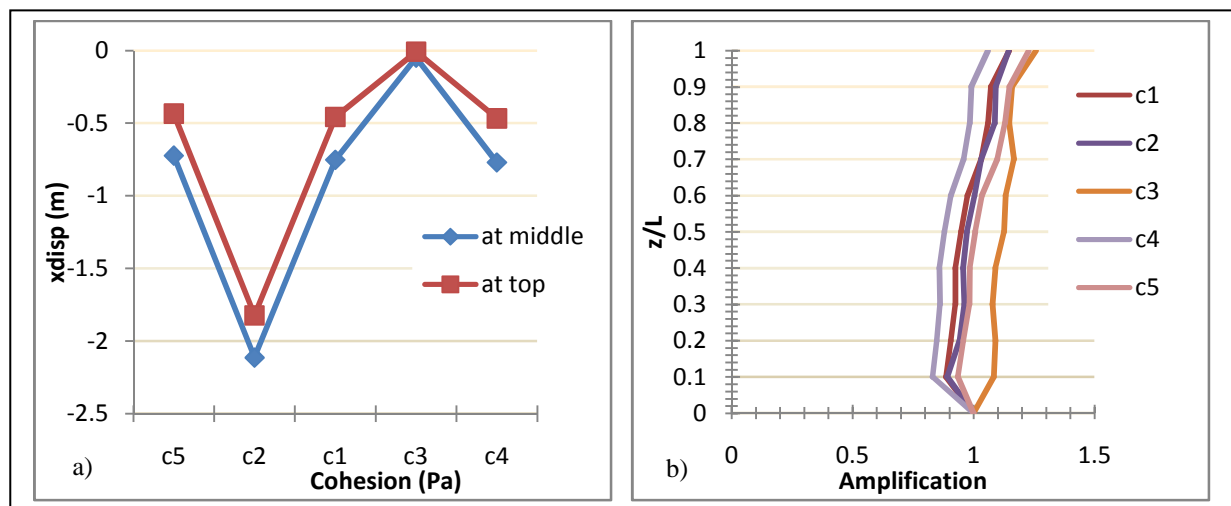 0
-0.5
-1
-1.5
-2
-2.5
xdisp (m)
c5 c2 c1 c3 c4
Cohesion (Pa)
at middle
at top
a)
1
0.9
0.8
0.7
0.6
0.5
0.4
0.3
0.2
0.1
0
z/L
0 0.5 1 1.5
Amplification
c1
c2
c3
c4
c5
b)